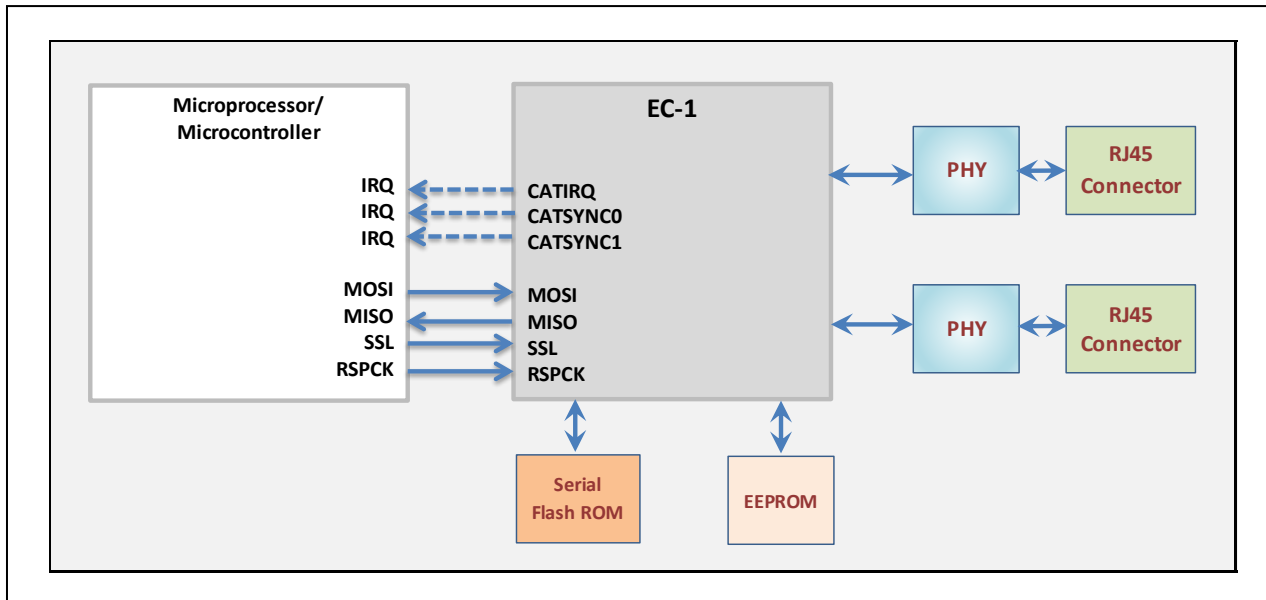 Microprocessor/
Microcontroller
EC-1
IRQ
IRQ
IRQ
CATIRQ
CATSYNC0
CATSYNC1
MOSI
MISO
SSL
RSPCK
MOSI
MISO
SSL
RSPCK
PHY
RJ45
Connector
PHY
RJ45
Connector
Serial
Flash ROM
EEPROM